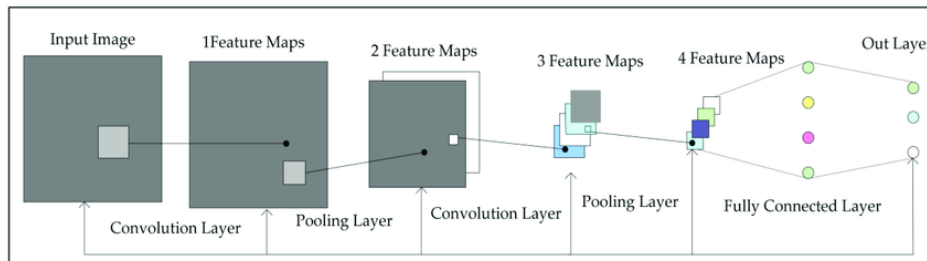 Input Image
1Feature Maps
2 Feature Maps
3 Feature Maps
4 Feature Maps
Out Layer
Convolution Layer
Pooling Layer
Convolution Layer
Pooling Layer
Fully Connected Layer